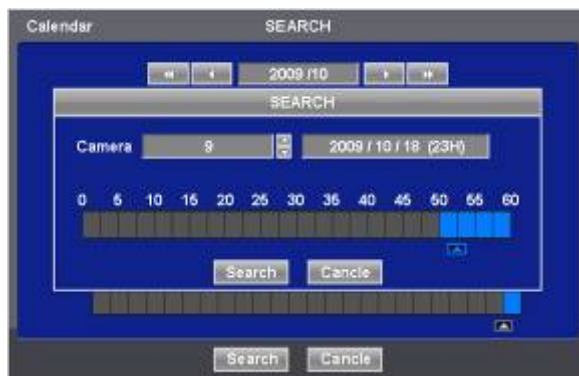 Calendar SEARCH
2009 /10
SEARCH
Camera 9 2009 / 10 / 18 (23H)
0 5 10 15 20 25 30 35 40 45 50 55 60
Search Cancle
Search Cancle